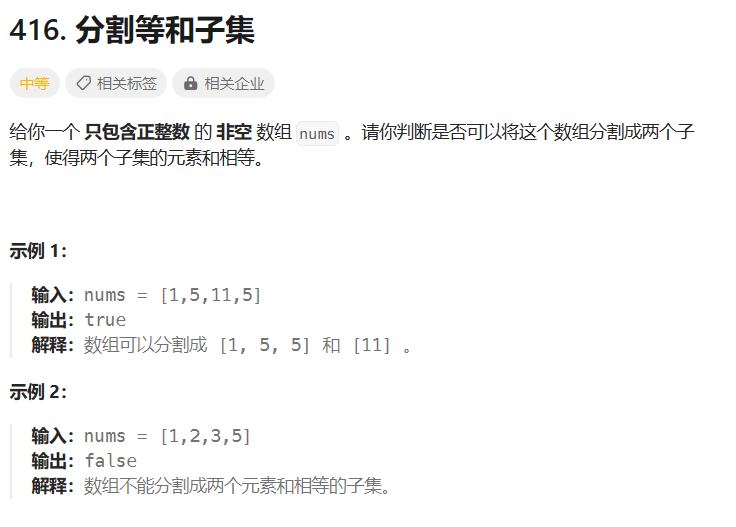 416. 分割等和子集
中等 相关标签 相关企业
给你一个 只包含正整数 的 非空 数组 nums 。请你判断是否可以将这个数组分割成两个子
集，使得两个子集的元素和相等。
示例 1：
输入：nums = [1,5,11,5]
输出：true
解释：数组可以分割成 [1, 5, 5] 和 [11] 。
示例 2：
输入：nums = [1,2,3,5]
输出：false
解释：数组不能分割成两个元素和相等的子集。